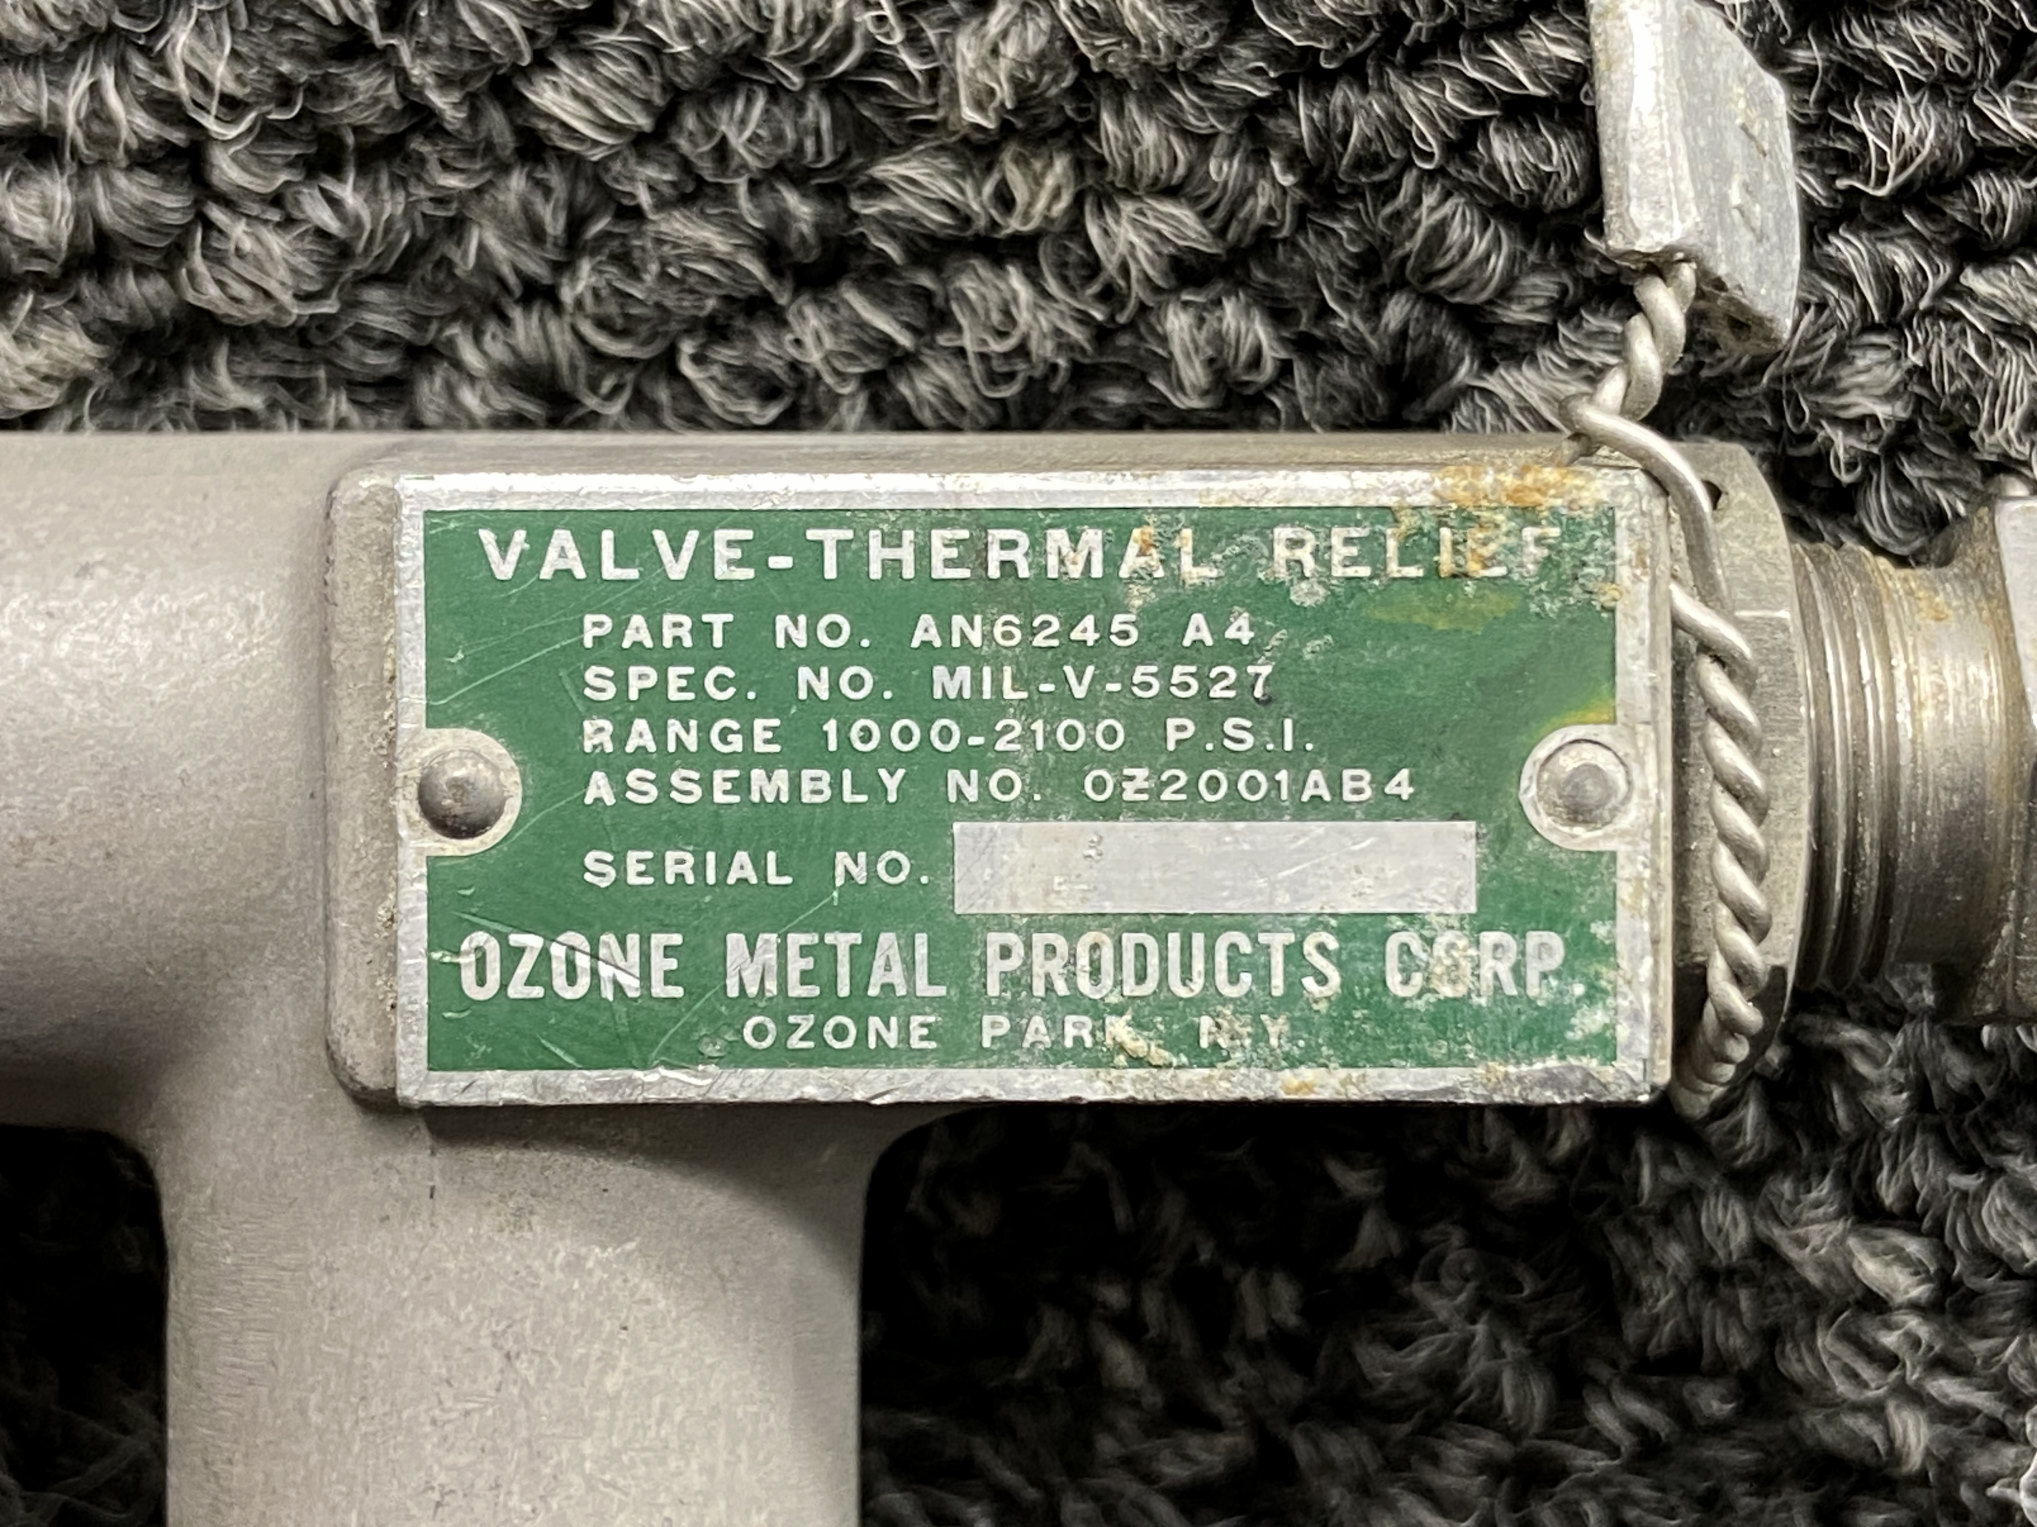 VALVE-THERMAL RELIEF
PART NO. AN6245 A4
SPEC. NO. MIL-V-5527
RANGE 1000-2100 P.S.I.
ASSEMBLY NO. OZ2001AB4
SERIAL NO.
OZONE METAL PRODUCTS CORP.
OZONE PARK N.Y.